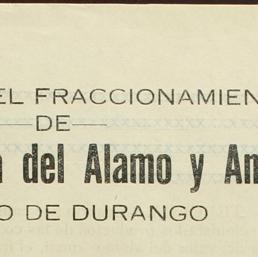 EL FRACCIONAMIEN
DE
a del Alamo y An
O DE DURANGO